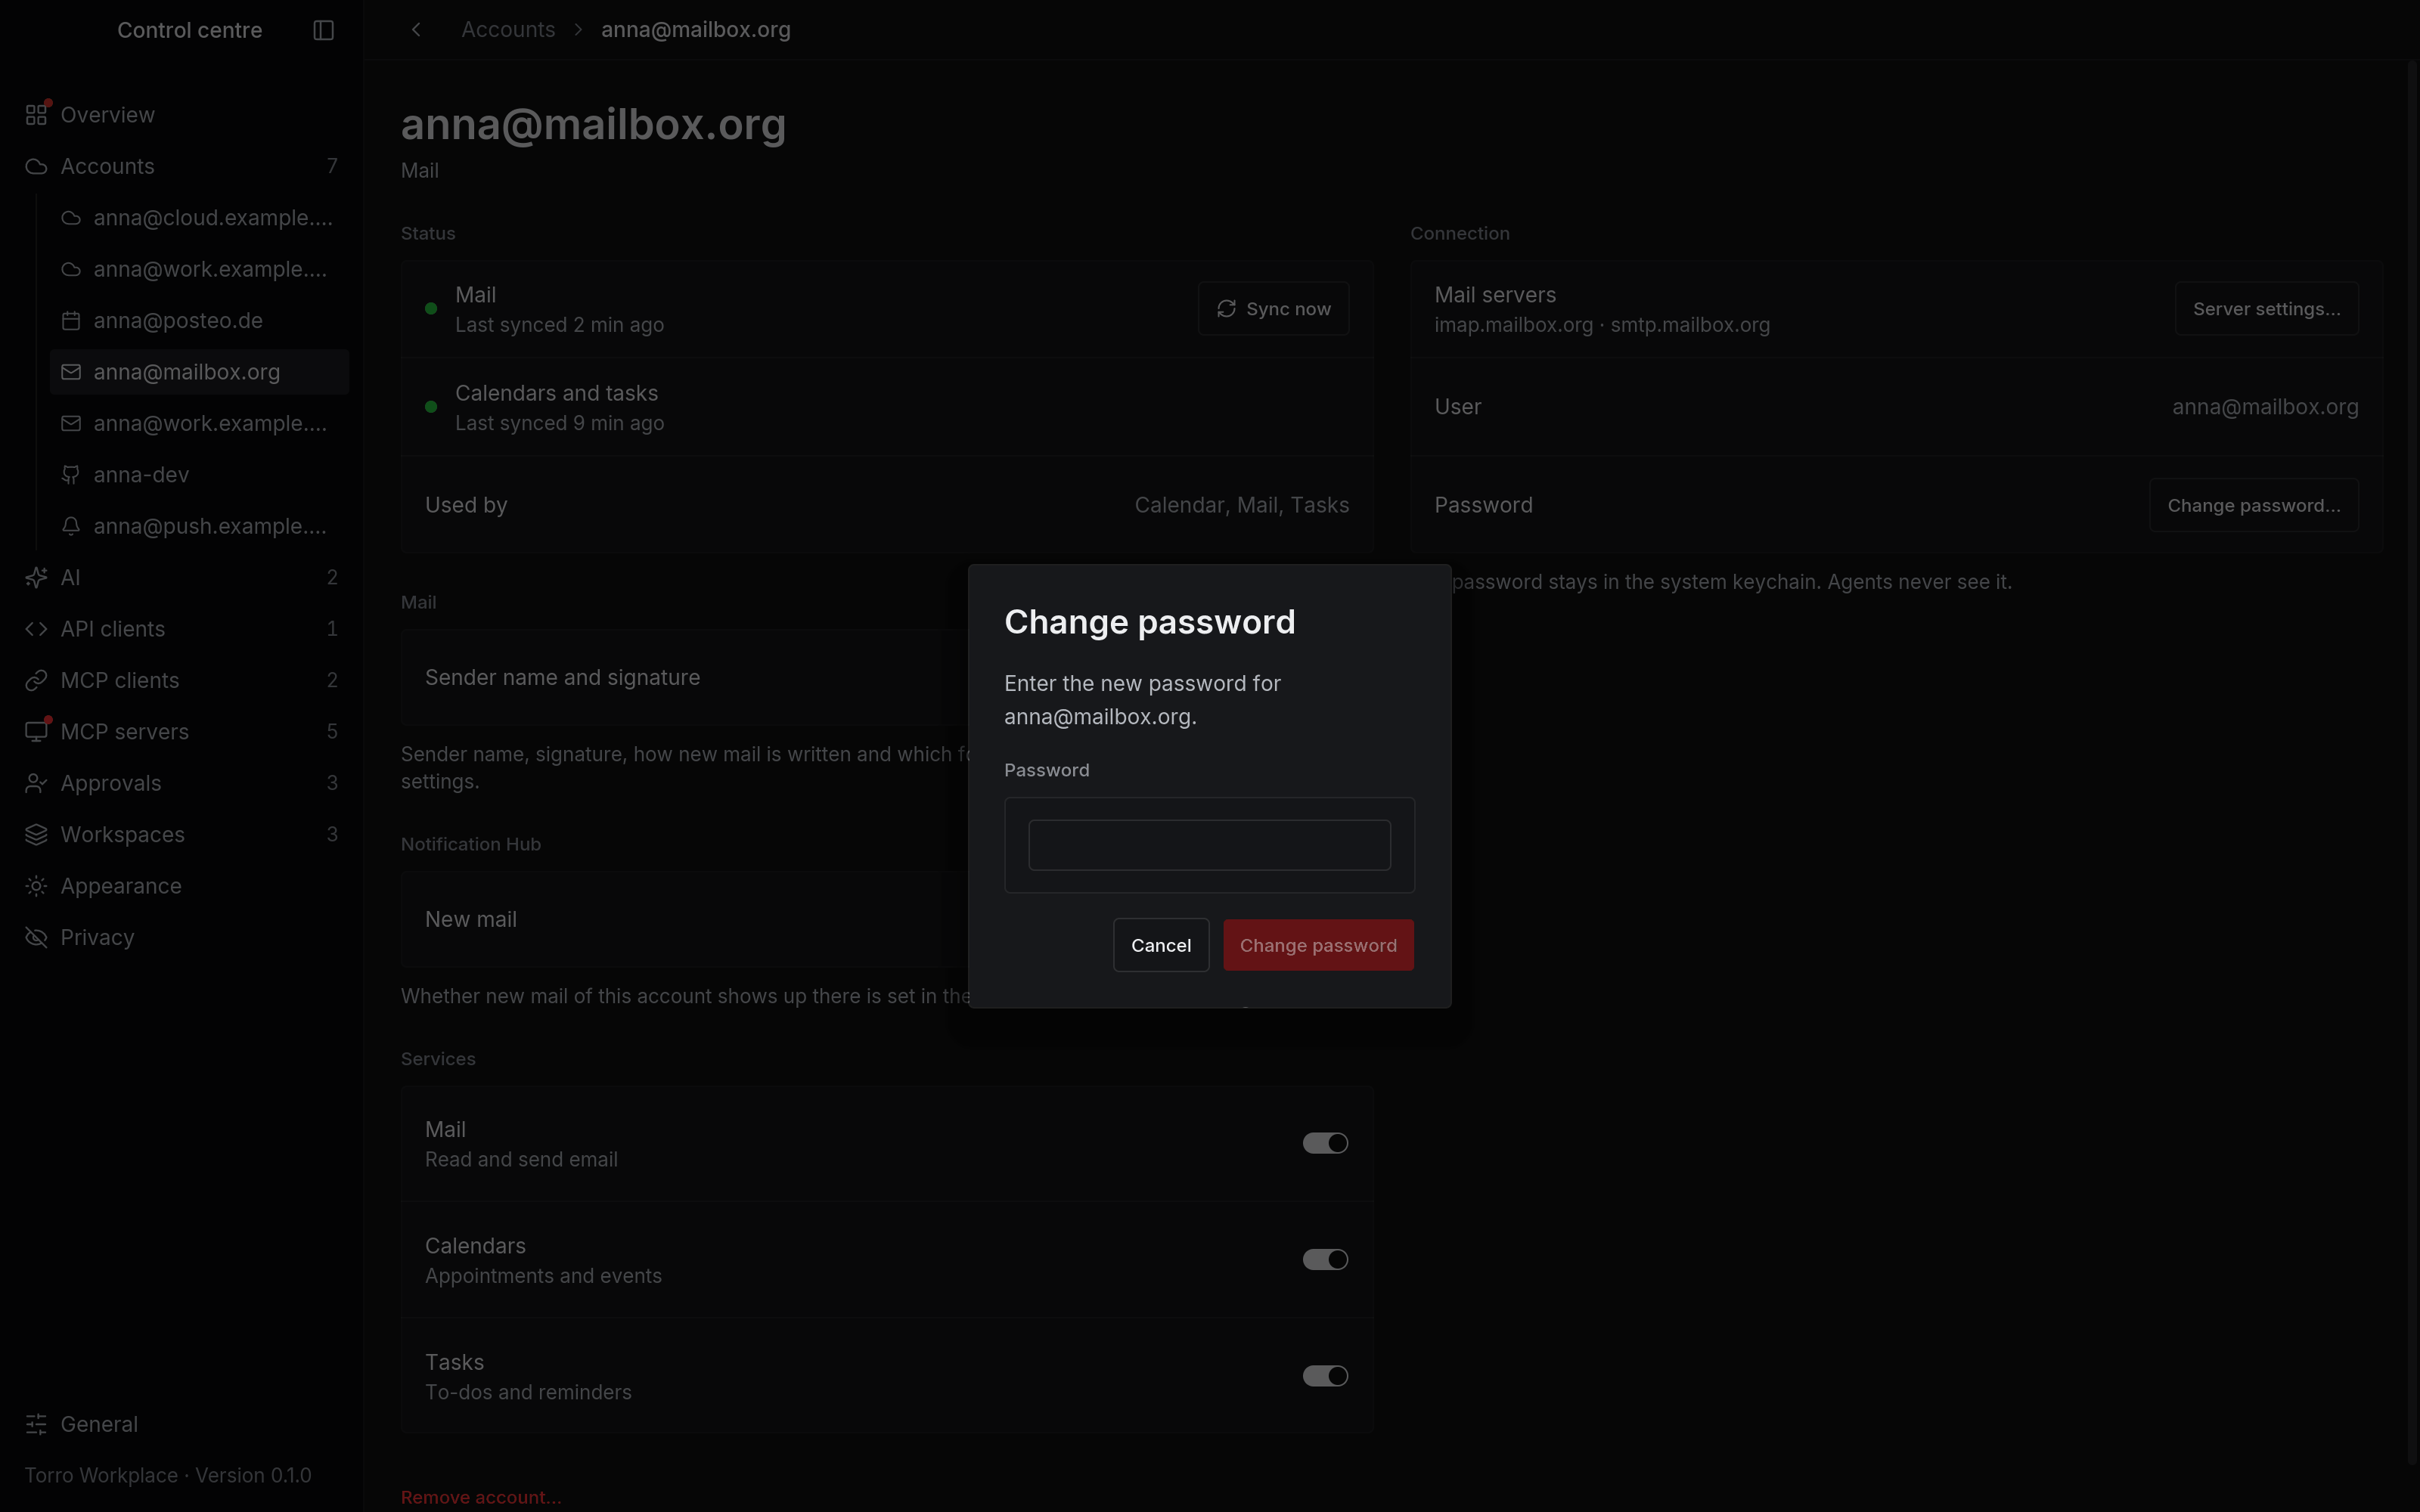 Control centre
Overview
Accounts 7
anna@cloud.example....
anna@work.example....
anna@posteo.de
anna@mailbox.org
anna@work.example....
anna-dev
anna@push.example....
AI 2
API clients 1
MCP clients 2
MCP servers 5
Approvals 3
Workspaces 3
Appearance
Privacy
General
Torro Workplace · Version 0.1.0
Accounts > anna@mailbox.org
anna@mailbox.org
Mail
Status
Mail
Last synced 2 min ago
Sync now
Calendars and tasks
Last synced 9 min ago
Used by Calendar, Mail, Tasks
Connection
Mail servers
imap.mailbox.org · smtp.mailbox.org
Server settings...
User anna@mailbox.org
Password Change password...
password stays in the system keychain. Agents never see it.
Mail
Sender name and signature
Sender name, signature, how new mail is written and which
settings.
Notification Hub
New mail
Whether new mail of this account shows up there is set in the
Services
Mail
Read and send email
Calendars
Appointments and events
Tasks
To-dos and reminders
Remove account...
Change password
Enter the new password for
anna@mailbox.org.
Password
Cancel Change password